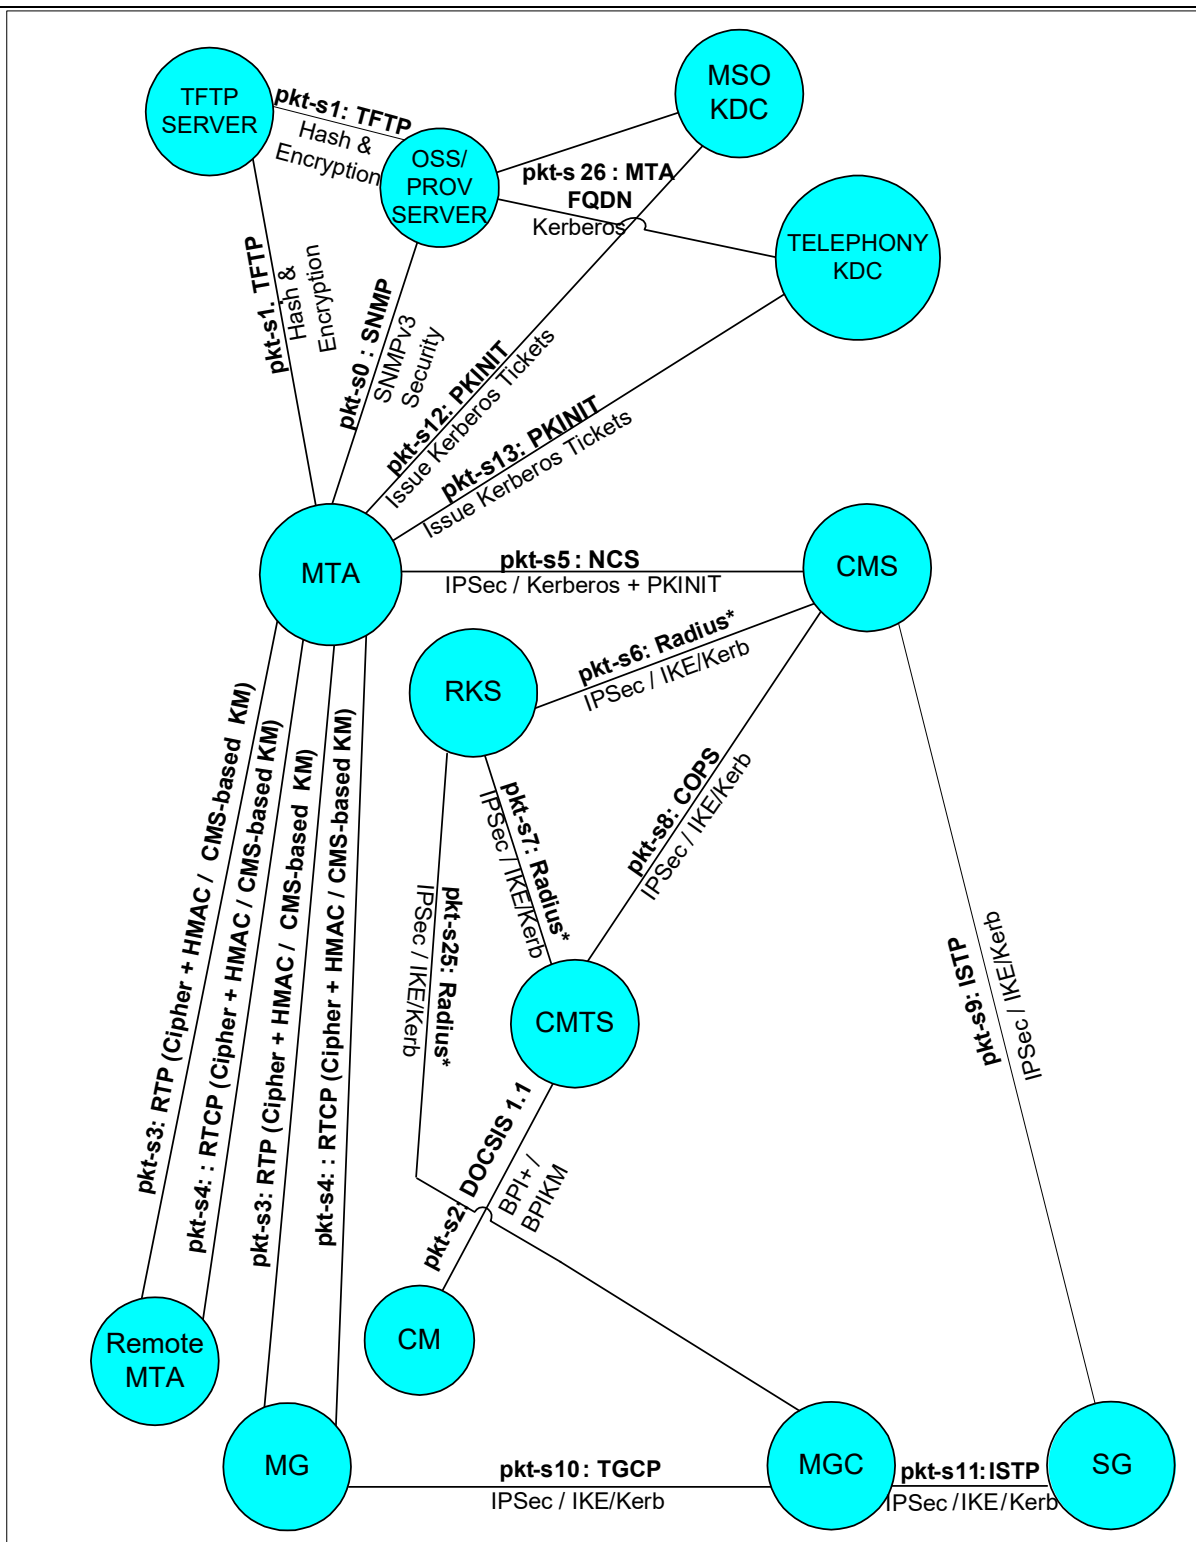 MSO
KDC
TFTP
SERVER
pkt-s1: TFTP
Hash &
Encryption
OSS/
PROV
SERVER
pkt-s 26 : MTA
FQDN
Kerberos
TELEPHONY
KDC
pkt-s1. TFTP
Hash &
Encryption
pkt-s0 : SNMP
SNMPv3
Security
pkt-s12: PKINIT
Issue Kerberos Tickets
pkt-s13: PKINIT
Issue Kerberos Tickets
MTA
pkt-s5 : NCS
IPSec / Kerberos + PKINIT
CMS
RKS
pkt-s6: Radius*
IPSec / IKE/Kerb
pkt-s7: Radius*
IPSec / IKE/Kerb
pkt-s8: COPS
IPSec / IKE/Kerb
pkt-s25: Radius*
IPSec / IKE/Kerb
pkt-s9: ISTP
IPSec / IKE/Kerb
pkt-s3: RTP (Cipher + HMAC / CMS-based KM)
pkt-s4: : RTCP (Cipher + HMAC / CMS-based KM)
pkt-s3: RTP (Cipher + HMAC / CMS-based KM)
pkt-s4: : RTCP (Cipher + HMAC / CMS-based KM)
CMTS
pkt-s2: DOCSIS 1.1
BPI+ /
BPIKM
CM
Remote
MTA
MG
pkt-s10 : TGCP
IPSec / IKE/Kerb
MGC
pkt-s11:ISTP
IPSec /IKE/Kerb
SG